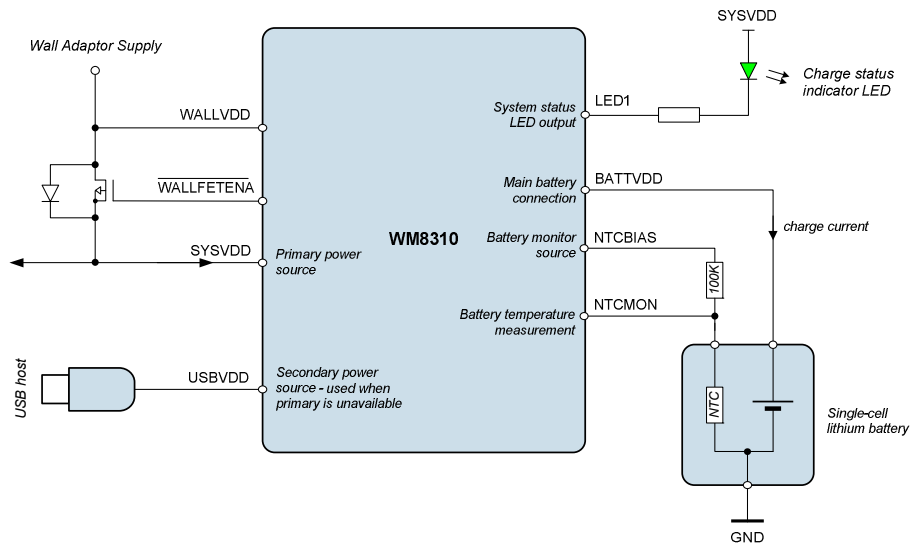 SYSVDD
Wall Adaptor Supply
Charge status
indicator LED
WALLVDD
System status
LED output
LED1
WALLFETENA
Main battery
connection
BATTVDD
charge current
WM8310
Battery monitor
source
NTCBIAS
SYSVDD
Primary power
source
100K
Battery temperature
measurement
NTCMON
USB host
USBVDD
Secondary power
source - used when
primary is unavailable
NTC
Single-cell
lithium battery
GND